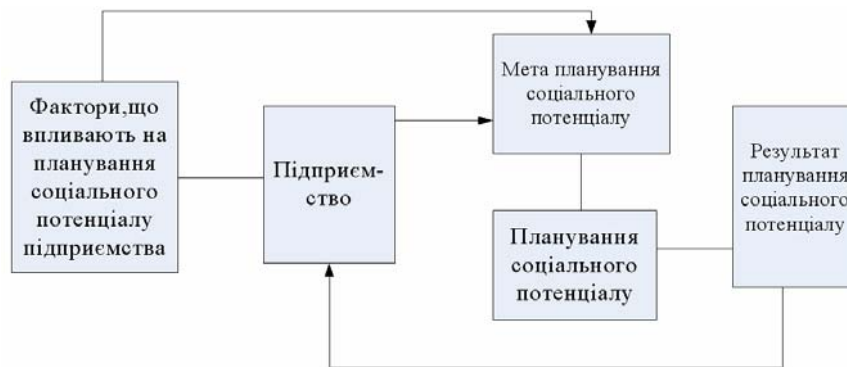 Фактори,що
впливають на
планування
соціального
потенціалу
підприємства
Підприєм-
ство
Мета планування
соціального
потенціалу
Планування
соціального
потенціалу
Результат
планування
соціального
потенціалу